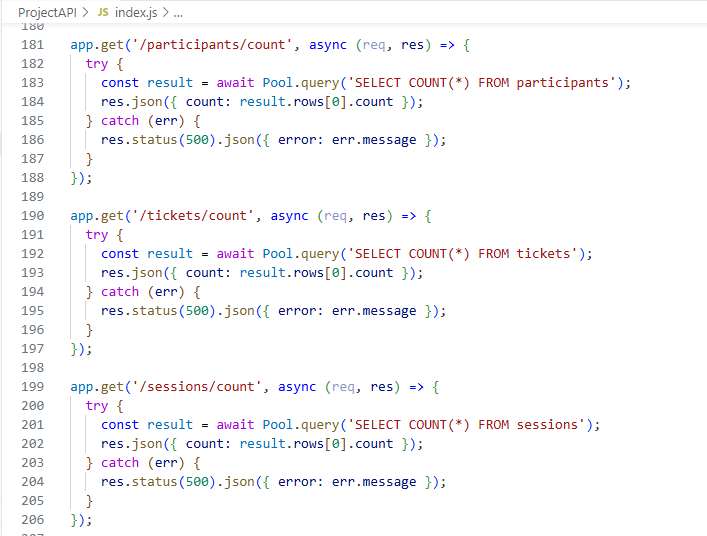 ProjectAPI > JS index.js > ...
180
181 app.get('/participants/count', async (req, res) => {
182   try {
183     const result = await Pool.query('SELECT COUNT(*) FROM participants');
184     res.json({ count: result.rows[0].count });
185   } catch (err) {
186     res.status(500).json({ error: err.message });
187   }
188 });
189
190 app.get('/tickets/count', async (req, res) => {
191   try {
192     const result = await Pool.query('SELECT COUNT(*) FROM tickets');
193     res.json({ count: result.rows[0].count });
194   } catch (err) {
195     res.status(500).json({ error: err.message });
196   }
197 });
198
199 app.get('/sessions/count', async (req, res) => {
200   try {
201     const result = await Pool.query('SELECT COUNT(*) FROM sessions');
202     res.json({ count: result.rows[0].count });
203   } catch (err) {
204     res.status(500).json({ error: err.message });
205   }
206 });
207